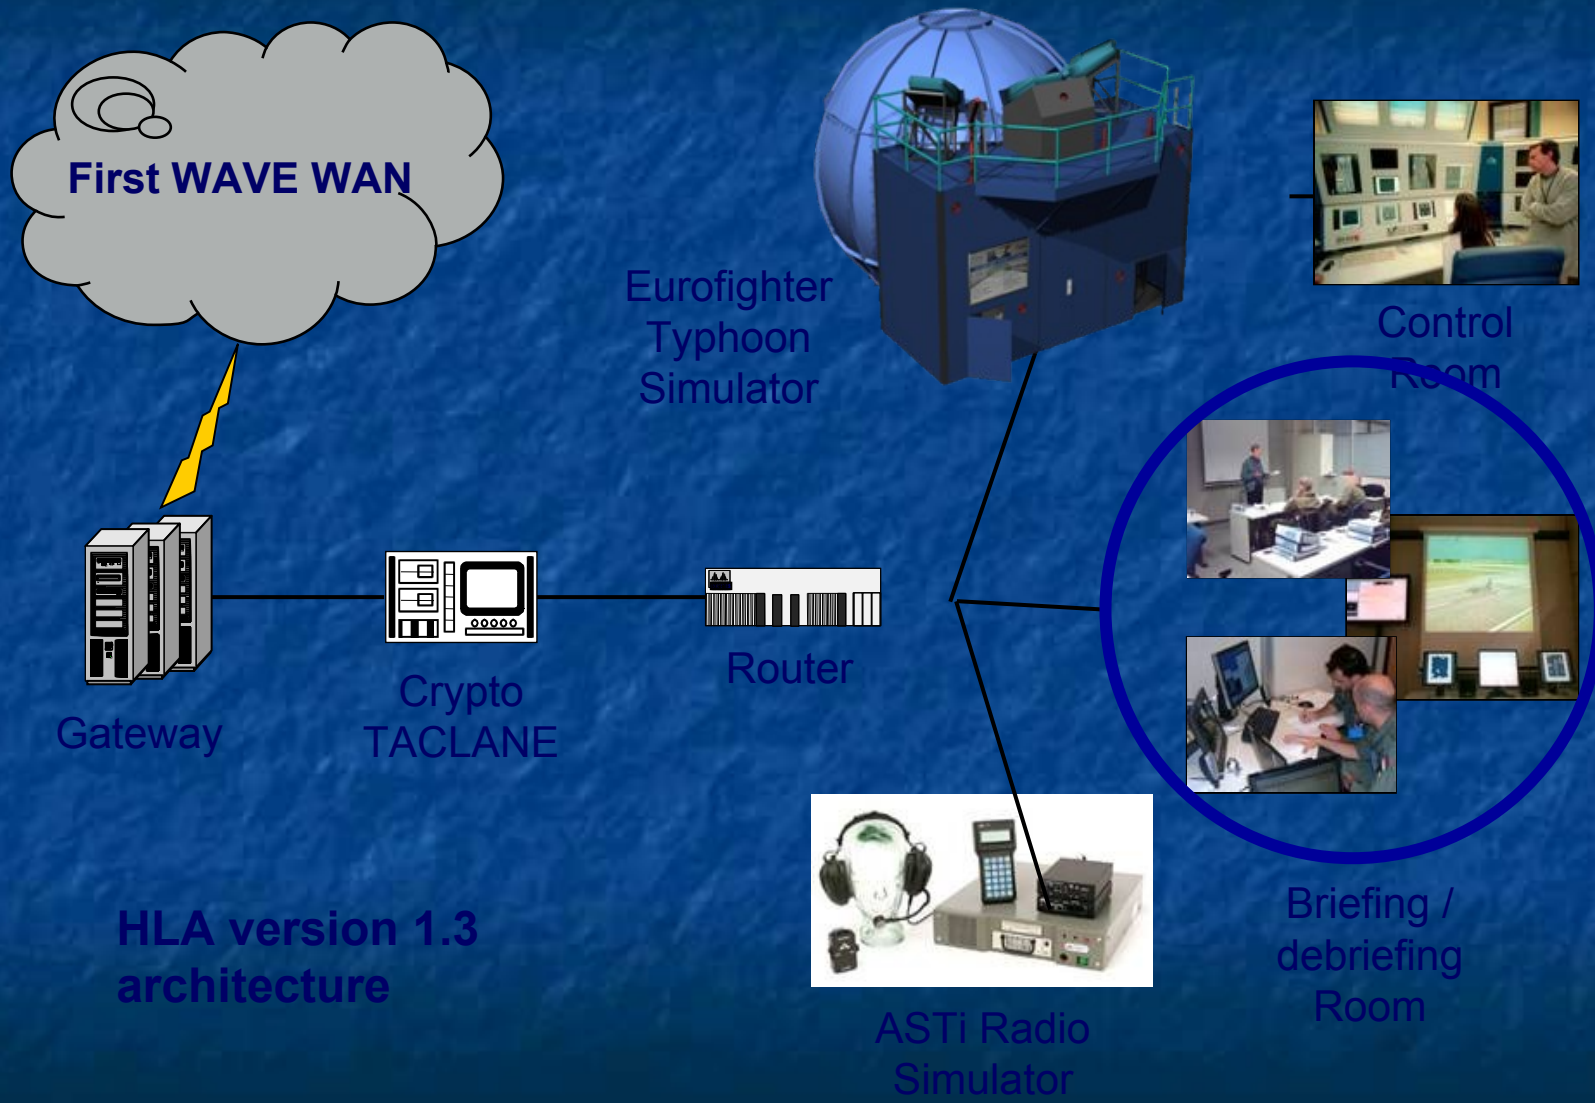 First WAVE WAN
Eurofighter
Typhoon
Simulator
Control
Room
Gateway
Crypto
TACLANE
Router
HLA version 1.3
architecture
ASTi Radio
Simulator
Briefing /
debriefing
Room